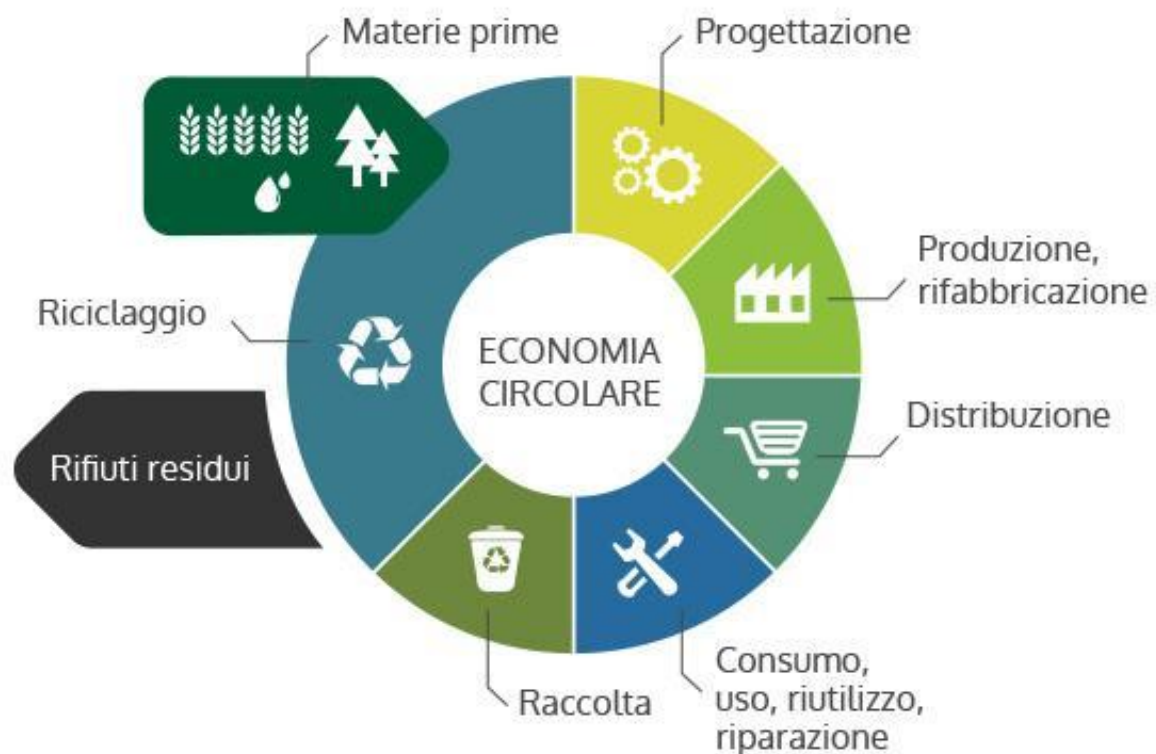 Materie prime
Progettazione
Produzione,
rifabbricazione
Riciclaggio
ECONOMIA
CIRCOLARE
Distribuzione
Rifiuti residui
Consumo,
uso, riutilizzo,
riparazione
Raccolta